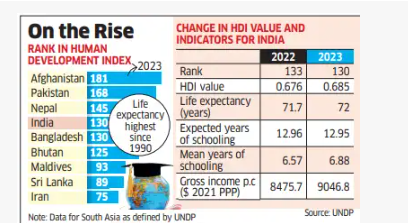 On the Rise
RANK IN HUMAN
DEVELOPMENT INDEX
2023
Afghanistan 181
Pakistan 168
Nepal 145
India 130
Bangladesh 130
Bhutan 125
Maldives 93
Sri Lanka 89
Iran 75
Life
expectancy
highest
since
1990
Note: Data for South Asia as defined by UNDP
CHANGE IN HDI VALUE AND
INDICATORS FOR INDIA
2022 2023
Rank 133 130
HDI value 0.676 0.685
Life expectancy
(years) 71.7 72
Expected years
of schooling 12.96 12.95
Mean years of
schooling 6.57 6.88
Gross income p.c
($ 2021 PPP) 8475.7 9046.8
Source: UNDP